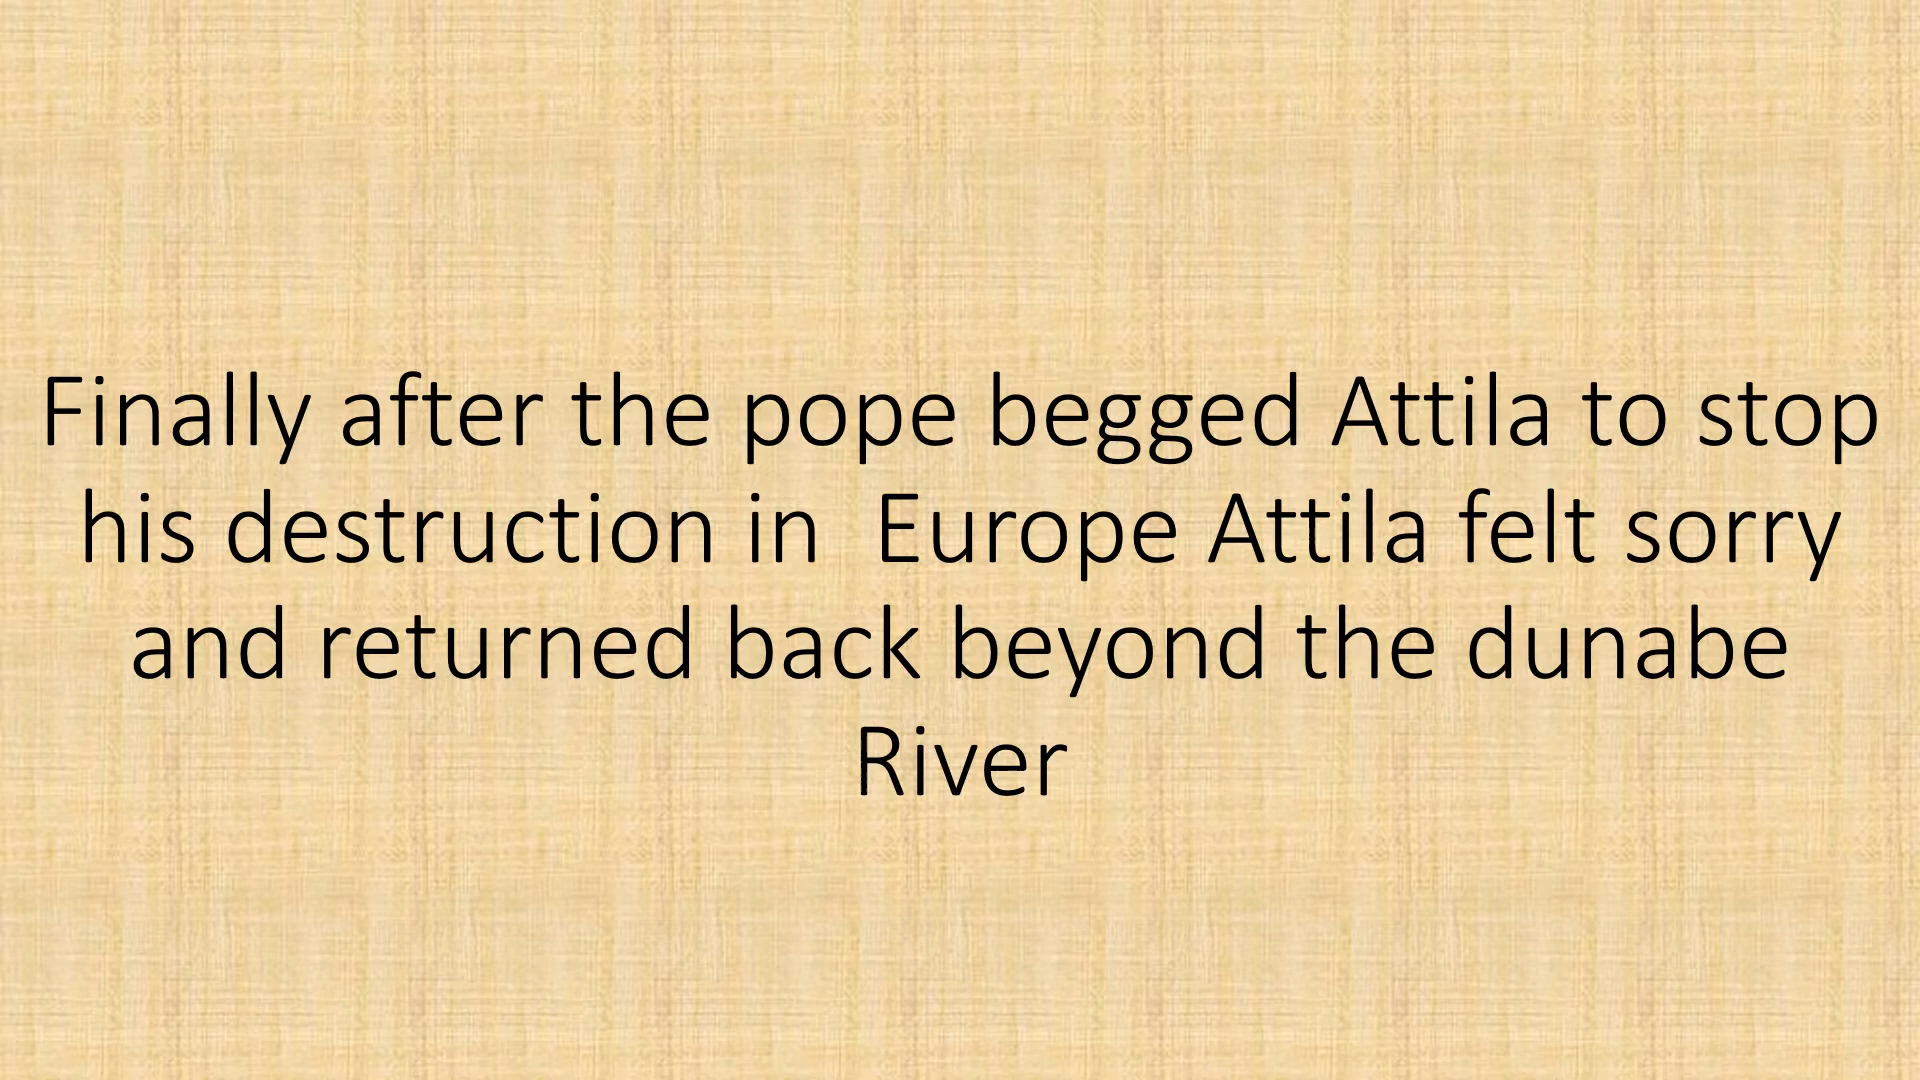 Finally after the pope begged Attila to stop
his destruction in  Europe Attila felt sorry
and returned back beyond the dunabe
River